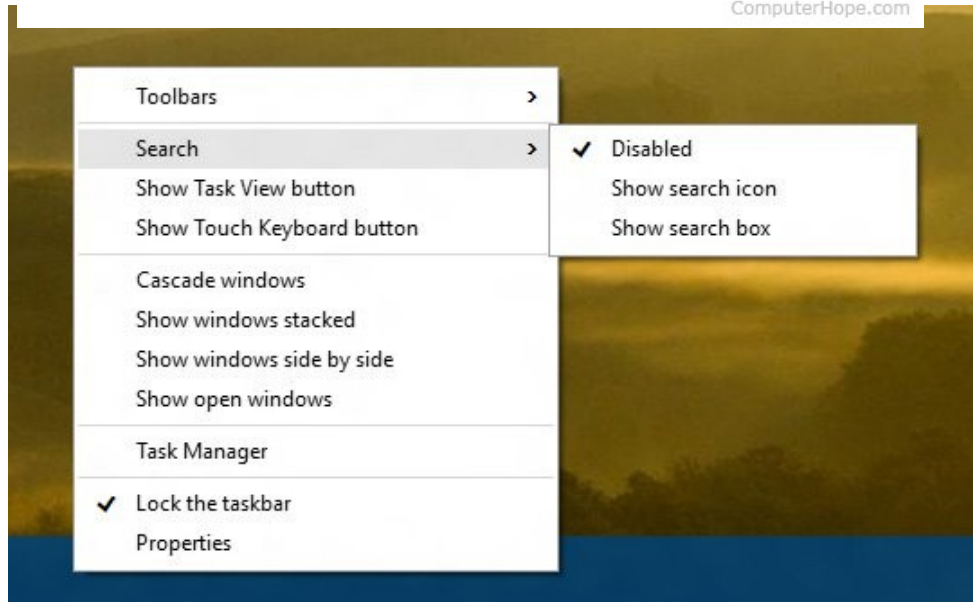 ComputerHope.com
Toolbars
Search
Show Task View button
Show Touch Keyboard button
Cascade windows
Show windows stacked
Show windows side by side
Show open windows
Task Manager
Lock the taskbar
Properties
Disabled
Show search icon
Show search box